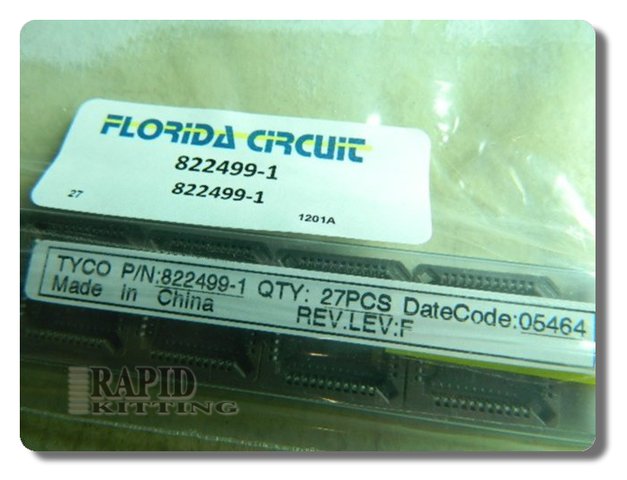 FLORIDA CIRCUIT
822499-1
822499-1
27
1201A
TYCO P/N:822499-1 QTY: 27PCS DateCode:05464
Made in China REV.LEV:F
RAPID
KITTING